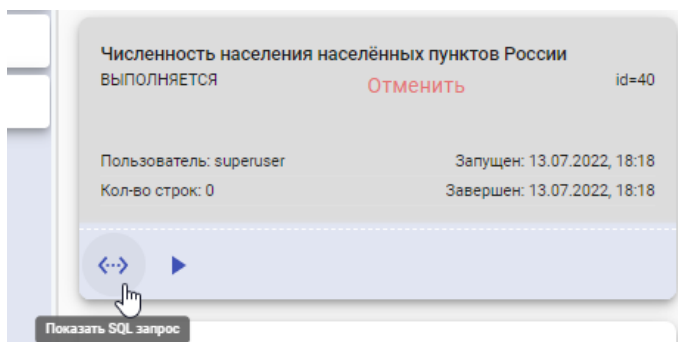 Численность населения населённых пунктов России
ВЫПОЛНЯЕТСЯ Отменить id=40
Пользователь: superuser Запущен: 13.07.2022, 18:18
Кол-во строк: 0 Завершен: 13.07.2022, 18:18
Показать SQL запрос